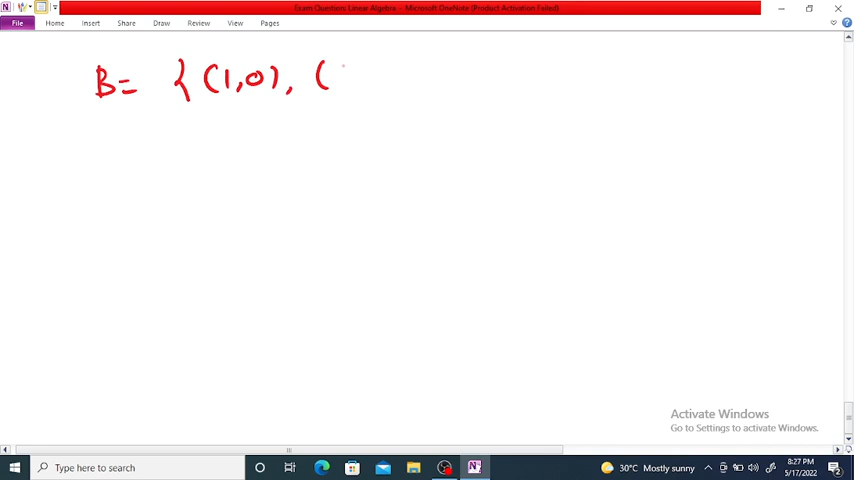 Exam Question: Linear Algebra - Microsoft OneNote (Product Activation Failed)
File Home Insert Share Draw Review View Pages
B= { (1,0), (
Activate Windows
Go to Settings to activate Windows.
Type here to search
30°C Mostly sunny
8:27 PM
5/17/2022
2